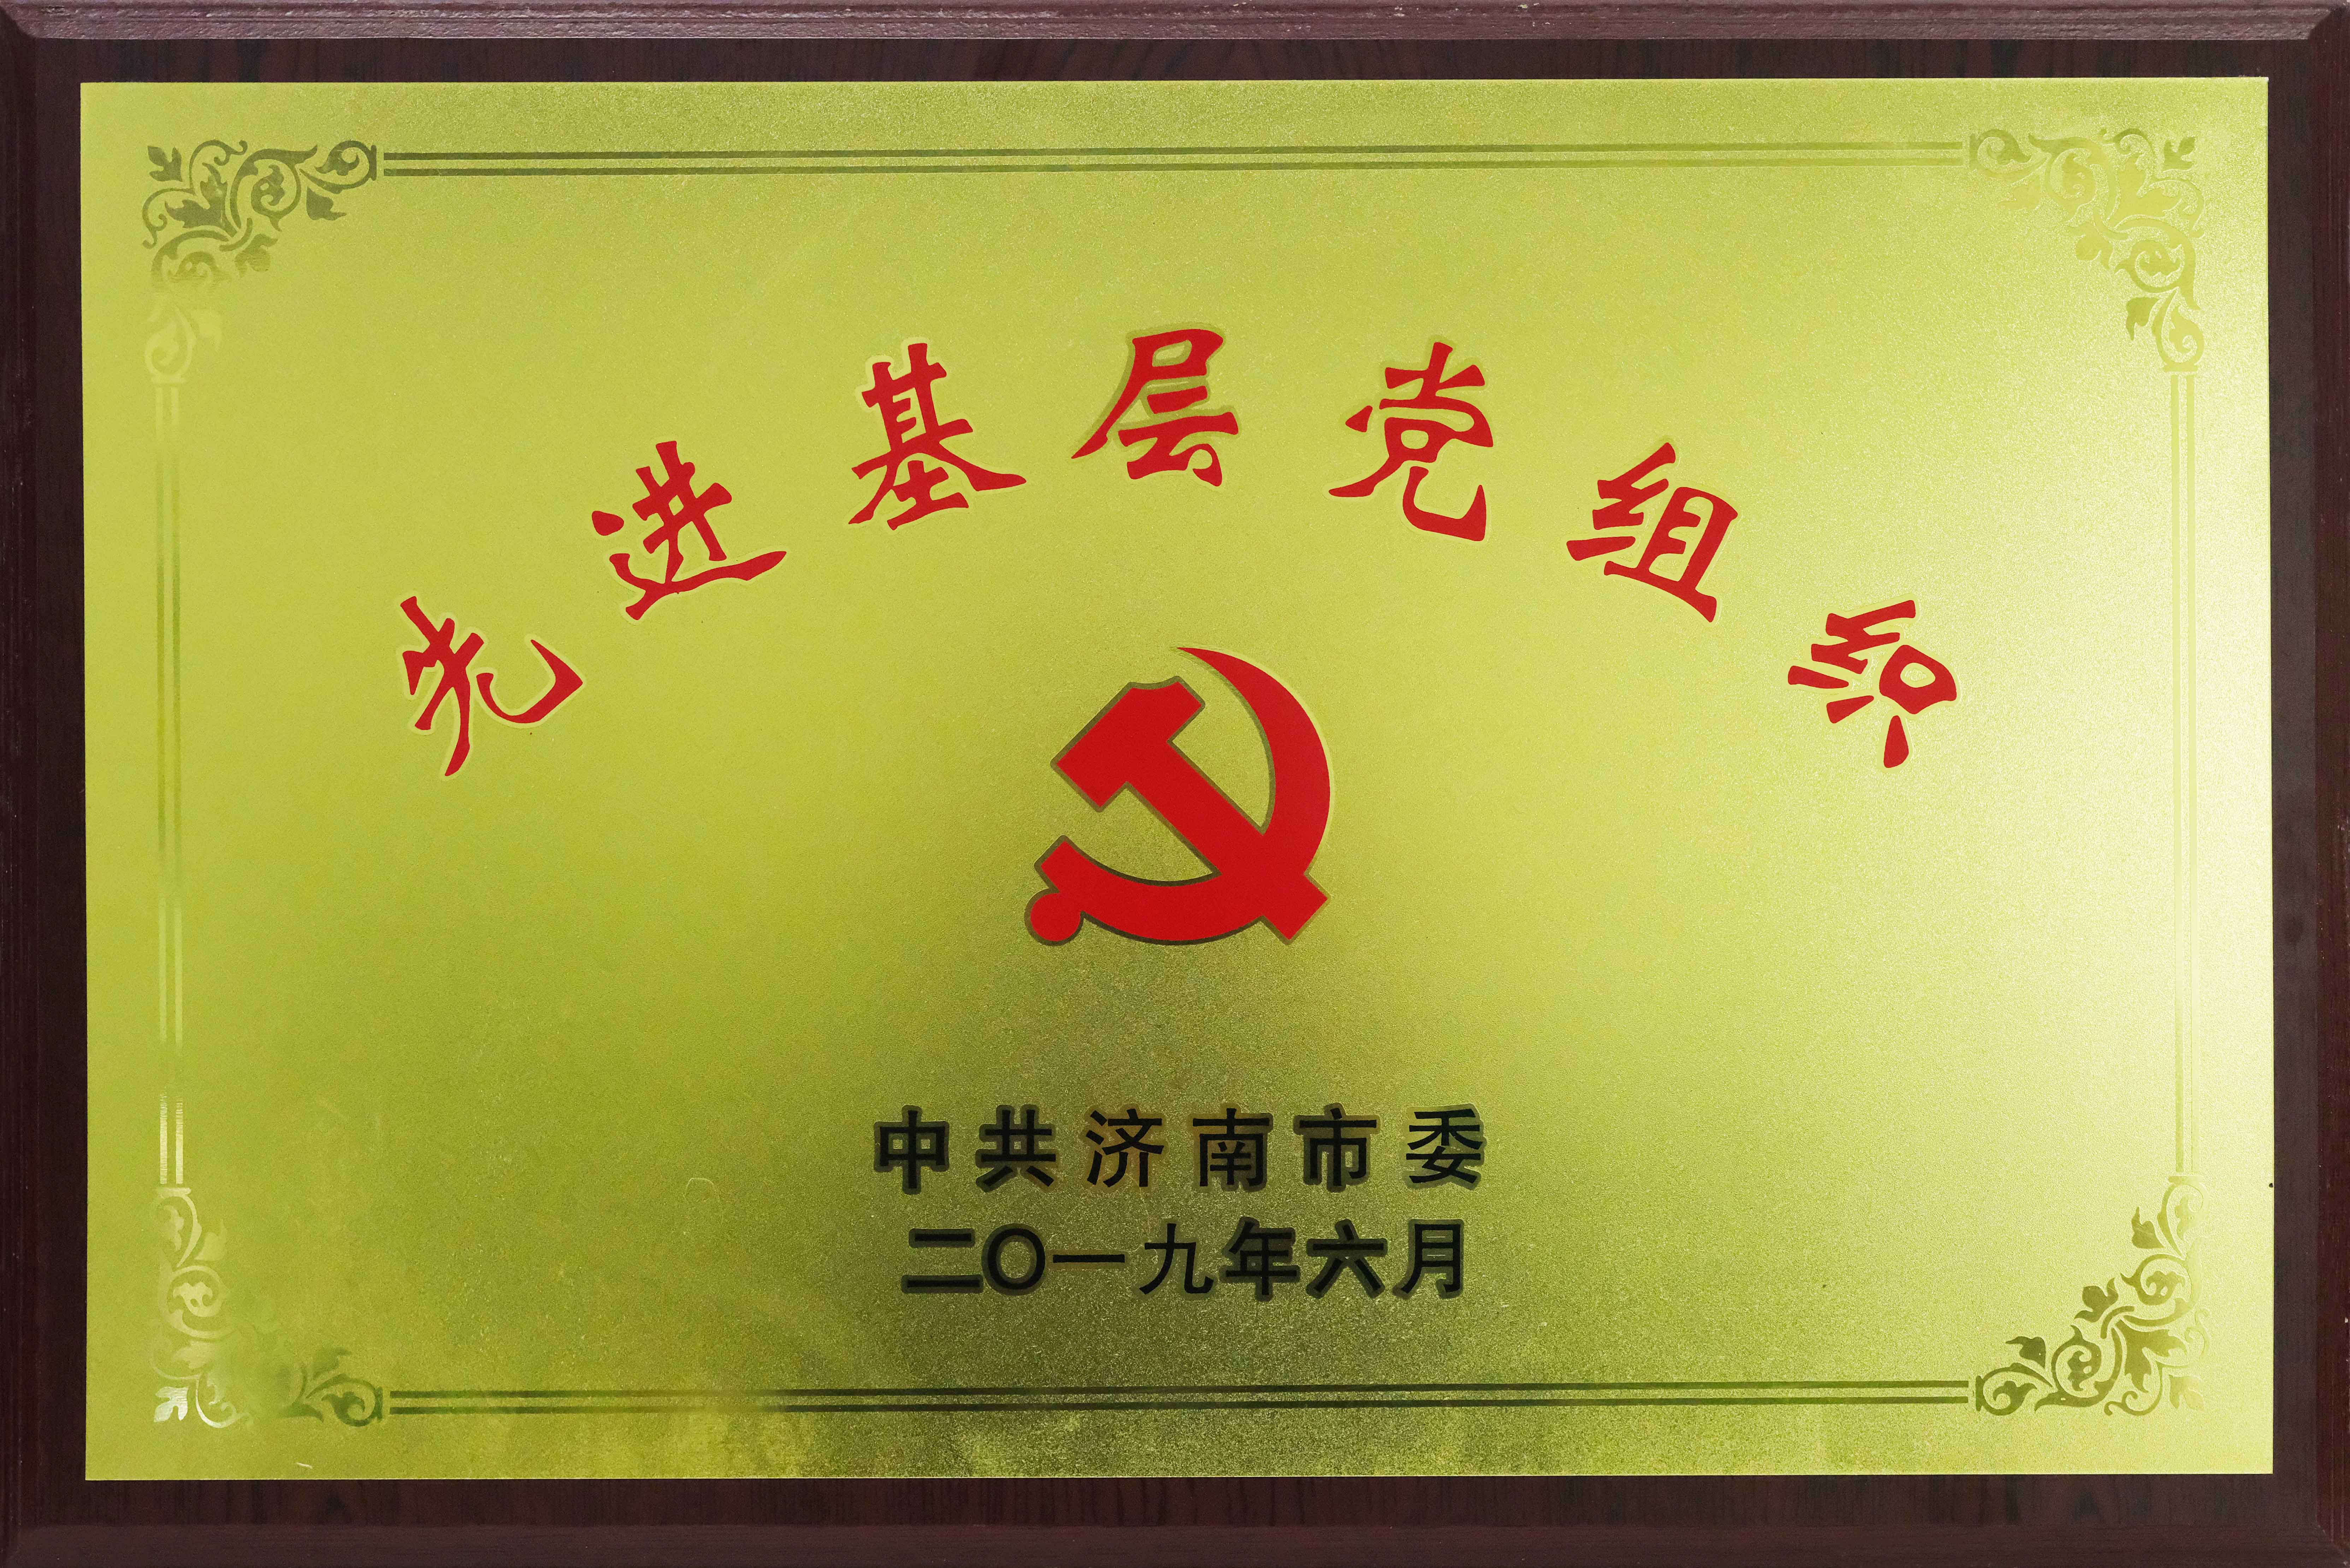 先进基层党组织
中共济南市委
二〇一九年六月